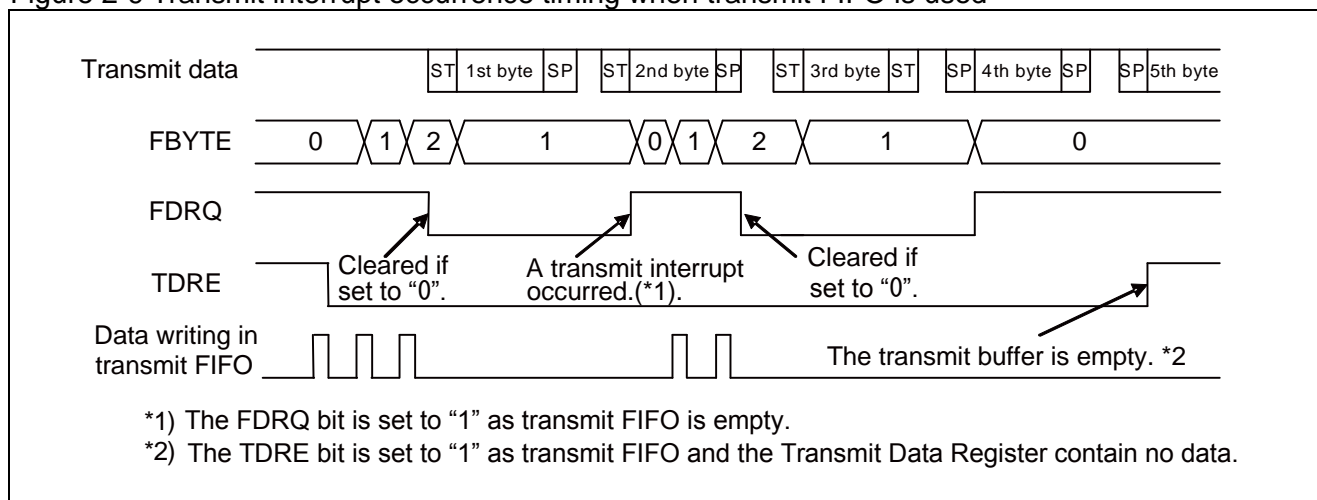 Figure 2-6 Transmit interrupt occurrence timing when transmit FIFO is used
Transmit data ST 1st byte SP ST 2nd byte SP ST 3rd byte ST SP 4th byte SP SP 5th byte
FBYTE 0 1 2 1 0 1 2 1 0
FDRQ
Cleared if
set to “0”.
A transmit interrupt
occurred.(*1).
Cleared if
set to “0”.
TDRE
Data writing in
transmit FIFO
The transmit buffer is empty. *2
*1) The FDRQ bit is set to “1” as transmit FIFO is empty.
*2) The TDRE bit is set to “1” as transmit FIFO and the Transmit Data Register contain no data.